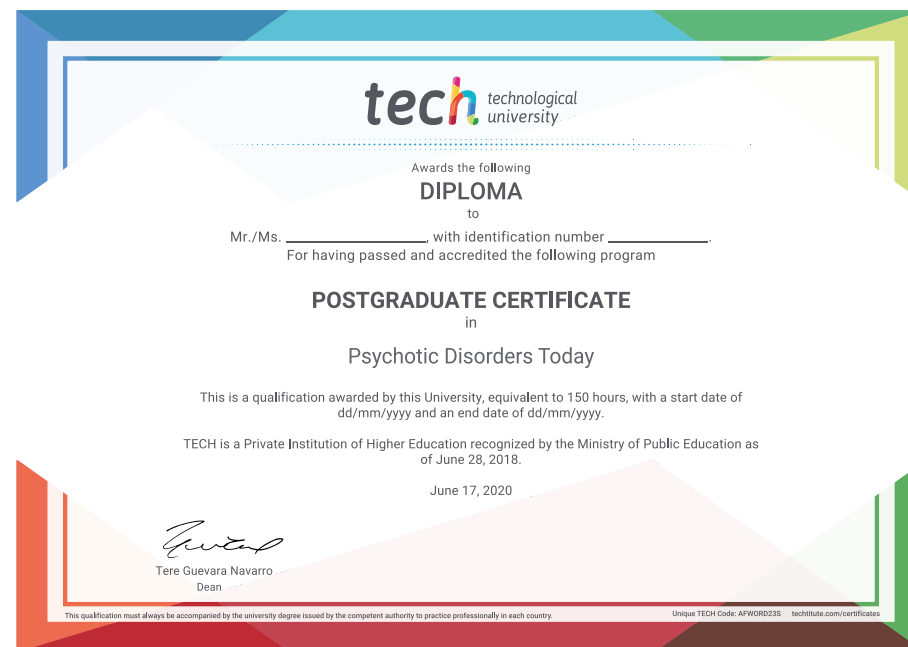 tech technological
university
Awards the following
DIPLOMA
to
Mr./Ms. ____________, with identification number ____________.
For having passed and accredited the following program
POSTGRADUATE CERTIFICATE
in
Psychotic Disorders Today
This is a qualification awarded by this University, equivalent to 150 hours, with a start date of
dd/mm/yyyy and an end date of dd/mm/yyyy.
TECH is a Private Institution of Higher Education recognized by the Ministry of Public Education as
of June 28, 2018.
June 17, 2020
Tere Guevara Navarro
Dean
This qualification must always be accompanied by the university degree issued by the competent authority to practice professionally in each country.
Unique TECH Code: AFWORD23S techtitute.com/certificates